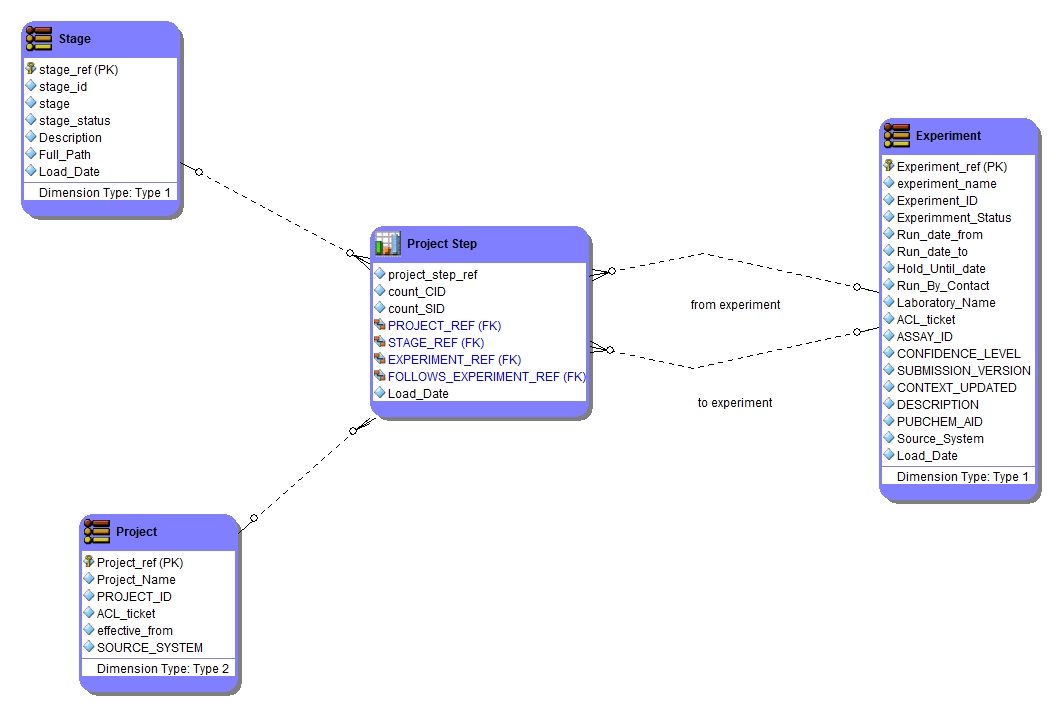 Stage
stage_ref (PK)
stage_id
stage
stage_status
Description
Full_Path
Load_Date
Dimension Type: Type 1
Project Step
project_step_ref
count_CID
count_SID
PROJECT_REF (FK)
STAGE_REF (FK)
EXPERIMENT_REF (FK)
FOLLOWS_EXPERIMENT_REF (FK)
Load_Date
from experiment
to experiment
Experiment
Experiment_ref (PK)
experiment_name
Experiment_ID
Experimment_Status
Run_date_from
Run_date_to
Hold_Until_date
Run_By_Contact
Laboratory_Name
ACL_ticket
ASSAY_ID
CONFIDENCE_LEVEL
SUBMISSION_VERSION
CONTEXT_UPDATED
DESCRIPTION
PUBCHEM_AID
Source_System
Load_Date
Dimension Type: Type 1
Project
Project_ref (PK)
Project_Name
PROJECT_ID
ACL_ticket
effective_from
SOURCE_SYSTEM
Dimension Type: Type 2